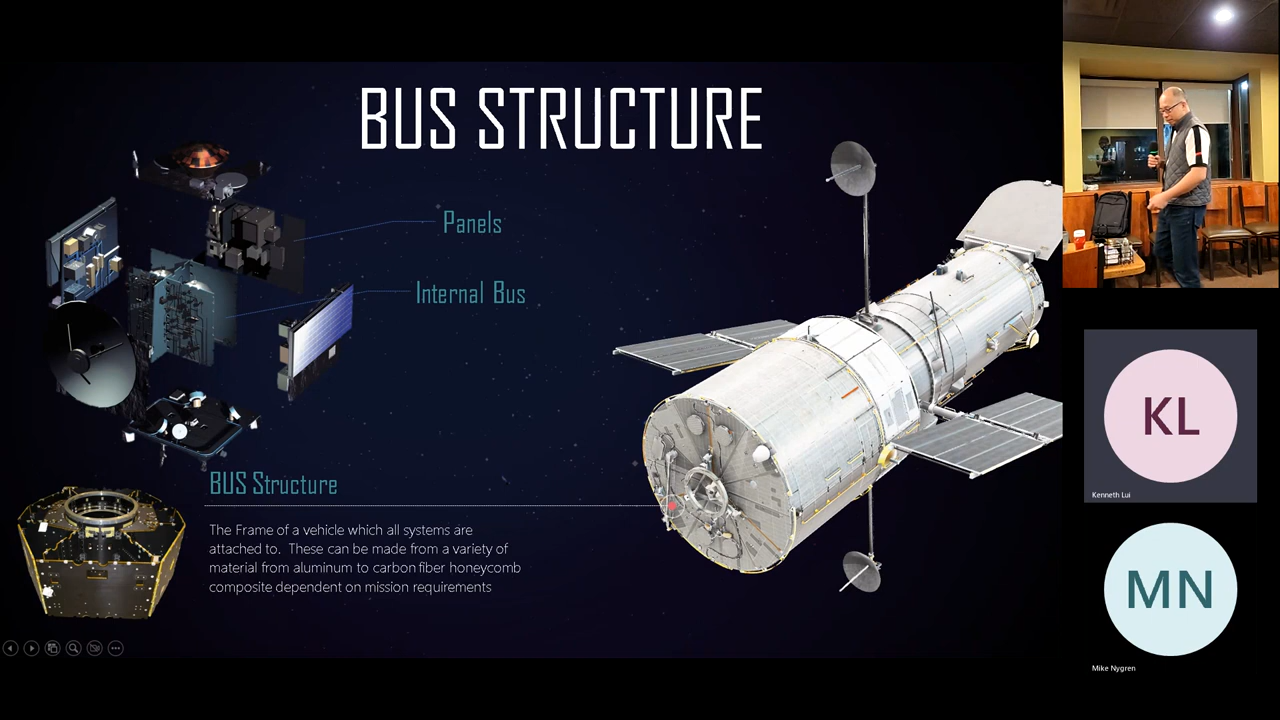 BUS STRUCTURE
Panels
Internal Bus
BUS Structure
The Frame of a vehicle which all systems are
attached to. These can be made from a variety of
material from aluminum to carbon fiber honeycomb
composite dependent on mission requirements
KL
Kenneth Lui
MN
Mike Nygren